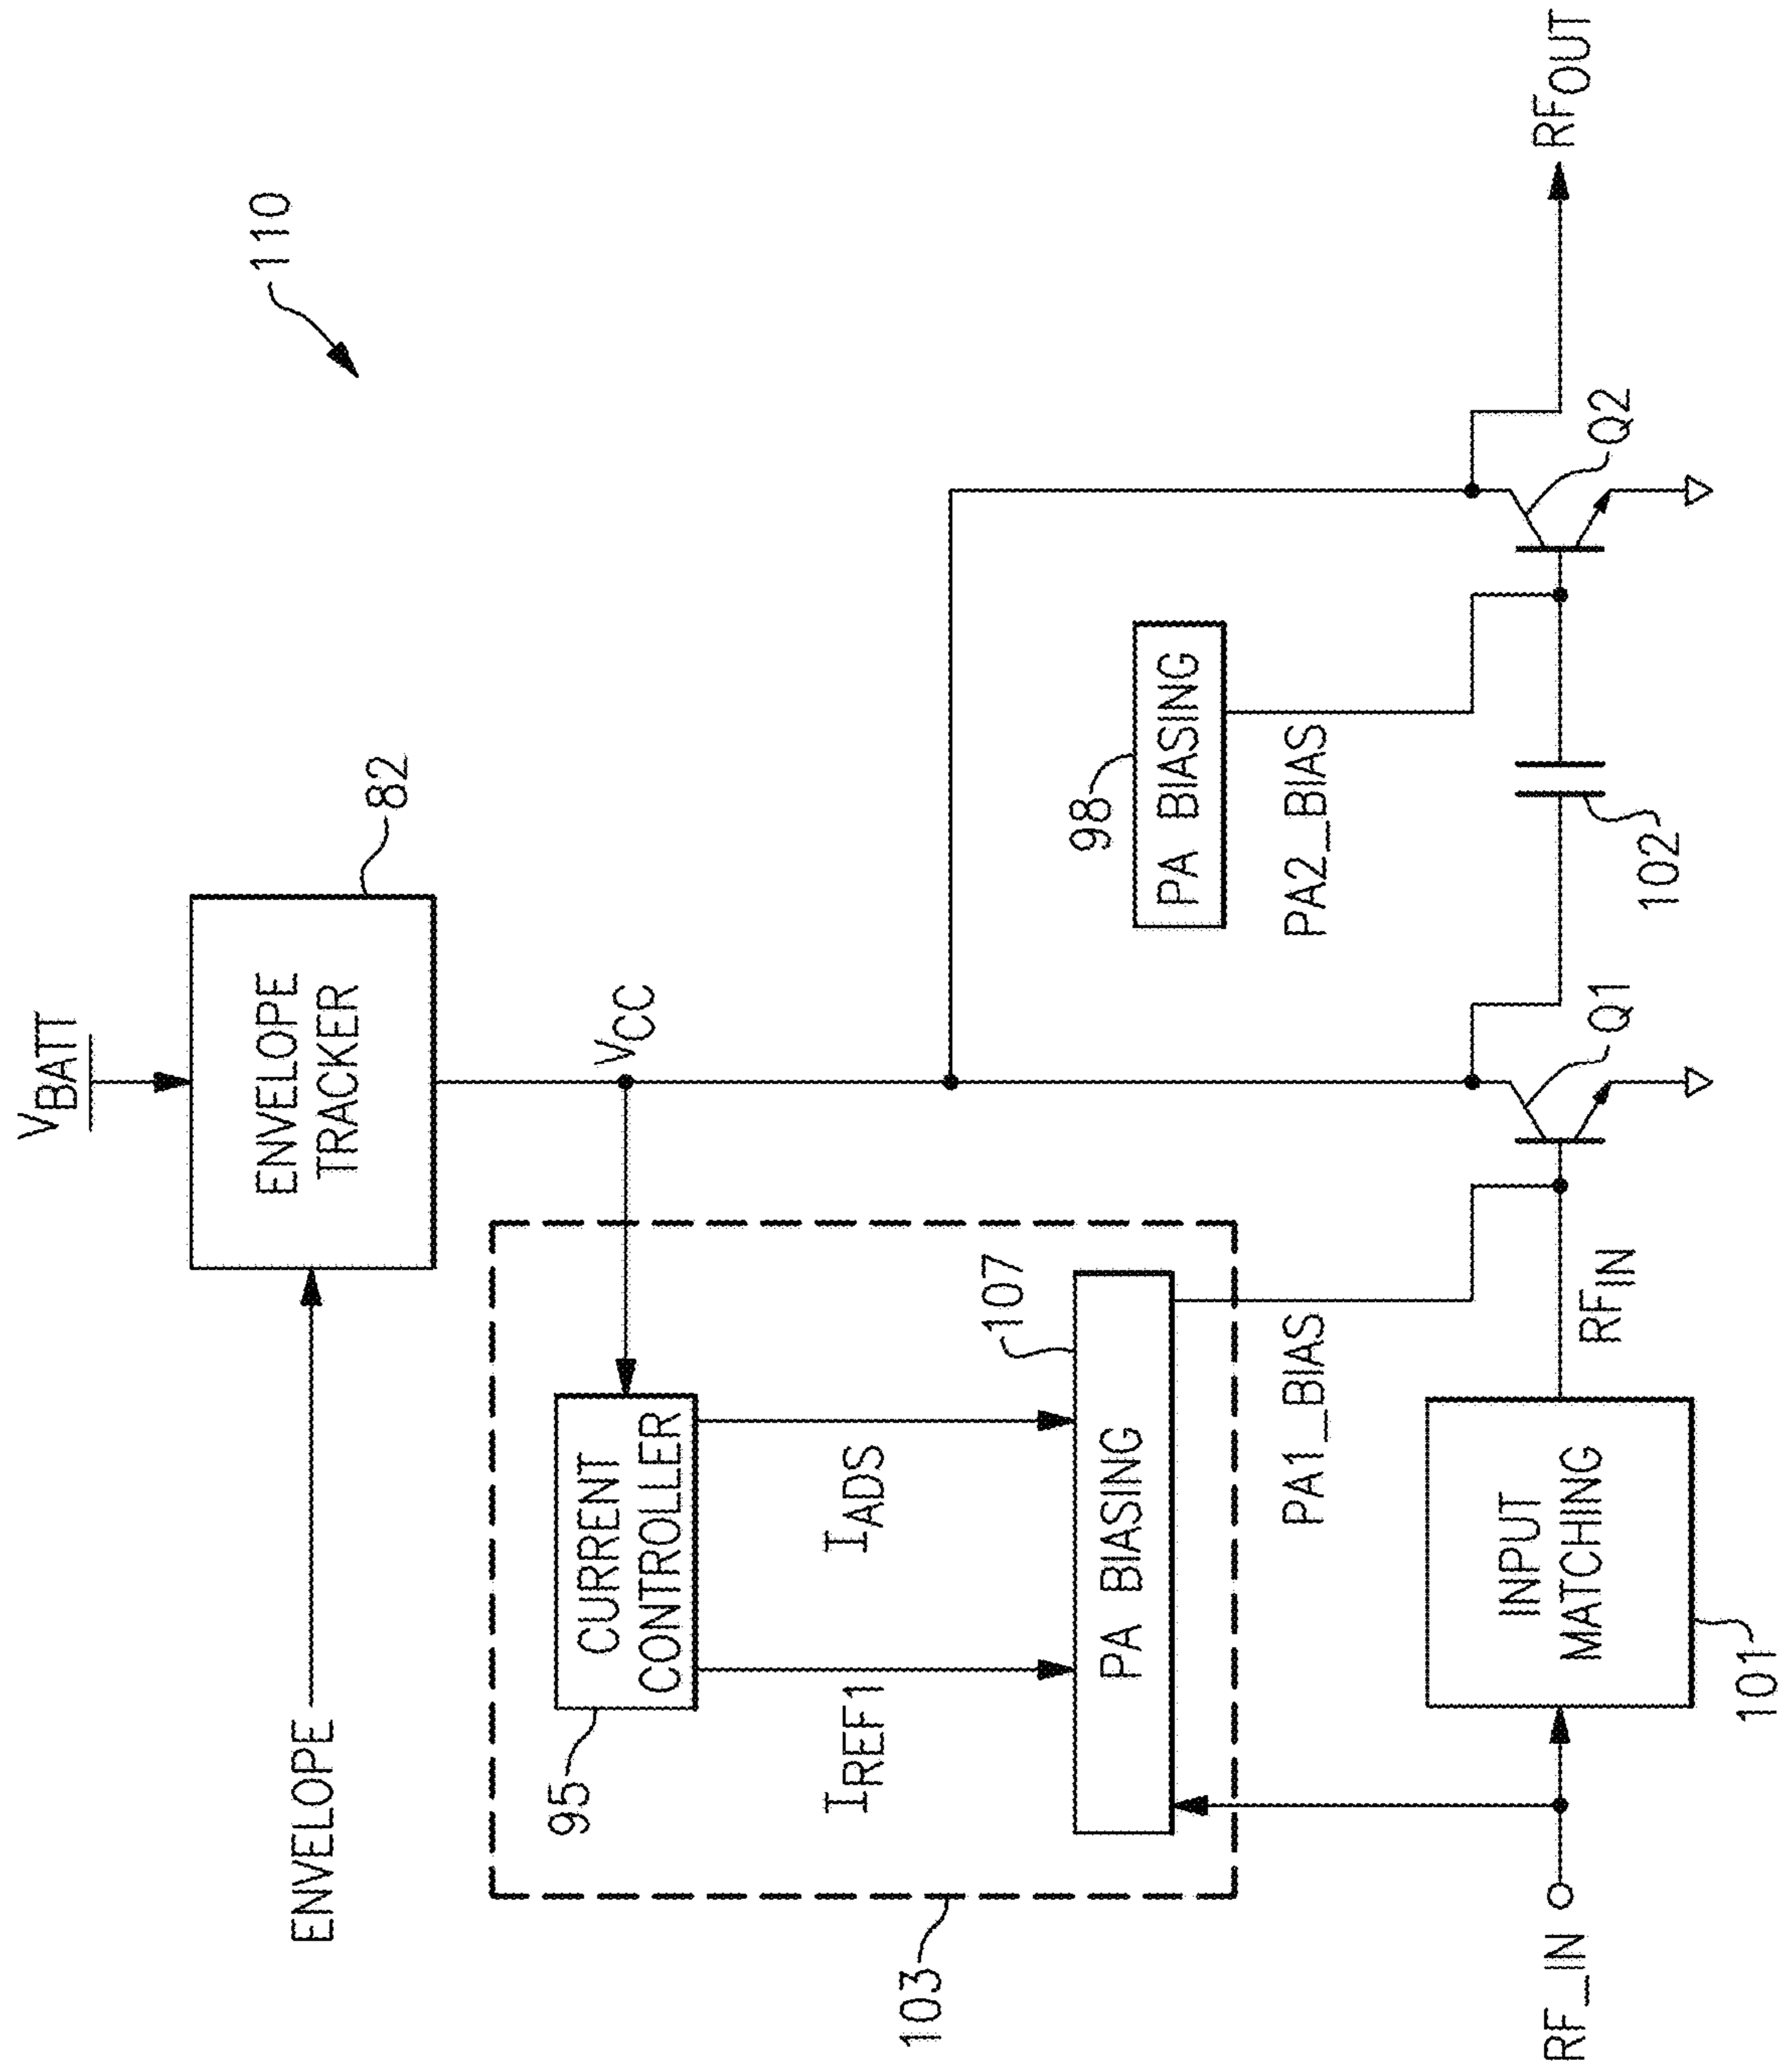 110
V_BATT
ENVELOPE
TRACKER
82
ENVELOPE
V_CC
CURRENT
CONTROLLER
95
I_REF1
I_ADS
PA BIASING
107
103
PA1_BIAS
PA BIASING
98
PA2_BIAS
RF_IN
INPUT
MATCHING
101
RF_IN
Q1
102
Q2
RF_OUT